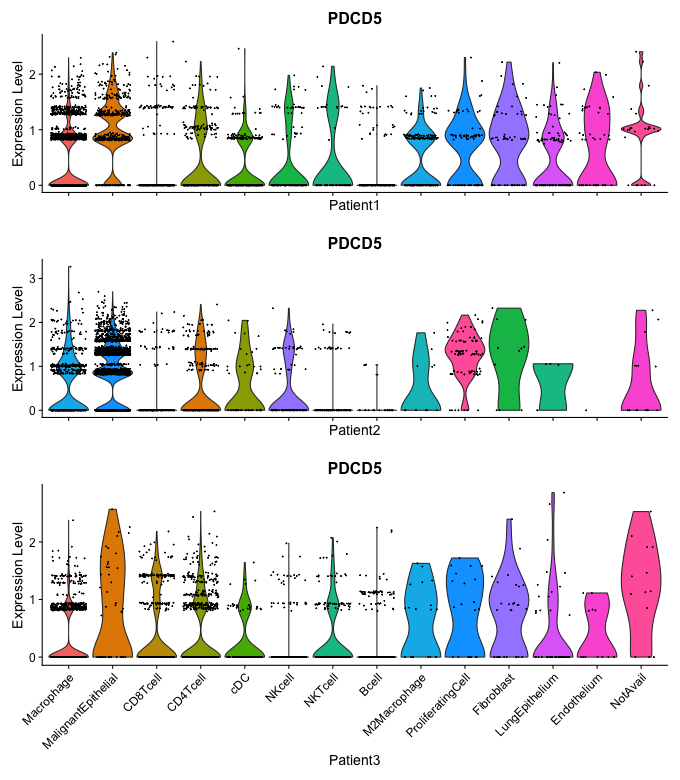 PDCD5
Expression Level
2
1
0
Patient1
PDCD5
Expression Level
3
2
1
0
Patient2
PDCD5
Expression Level
2
1
0
Macrophage
MalignantEpithelial
CD8Tcell
CD4Tcell
cDC
NKcell
NKTcell
Bcell
M2Macrophage
ProliferatingCell
Fibroblast
LungEpithelium
Endothelium
NotAvail
Patient3